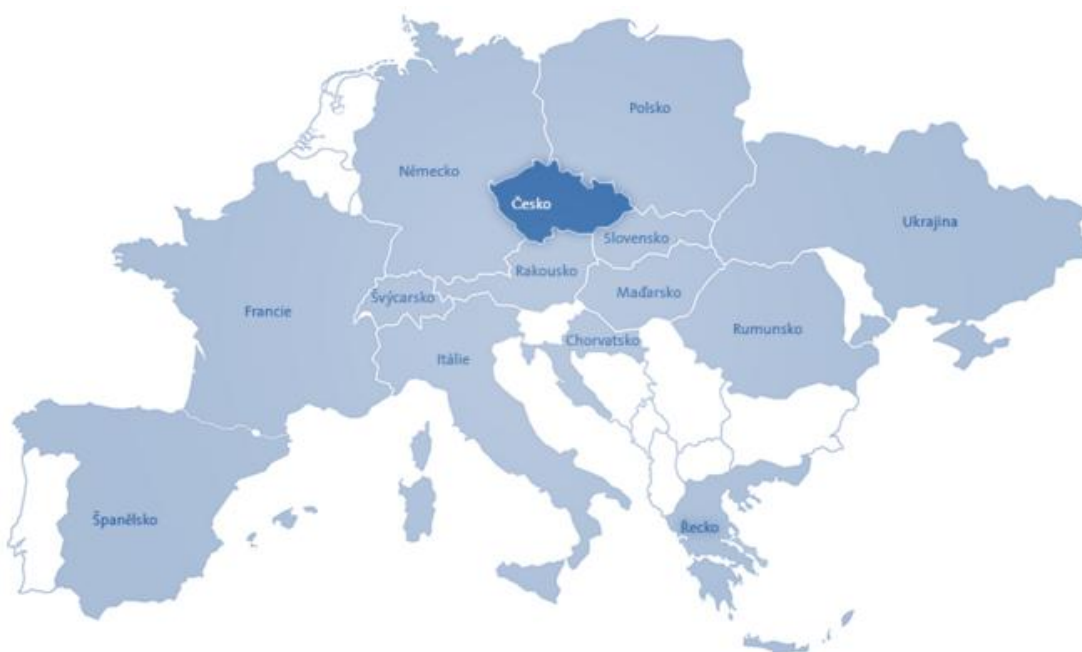 Polsko
Německo
Česko
Ukrajina
Slovensko
Rakousko
Švýcarsko
Maďarsko
Francie
Rumunsko
Chorvatsko
Itálie
Španělsko
Řecko